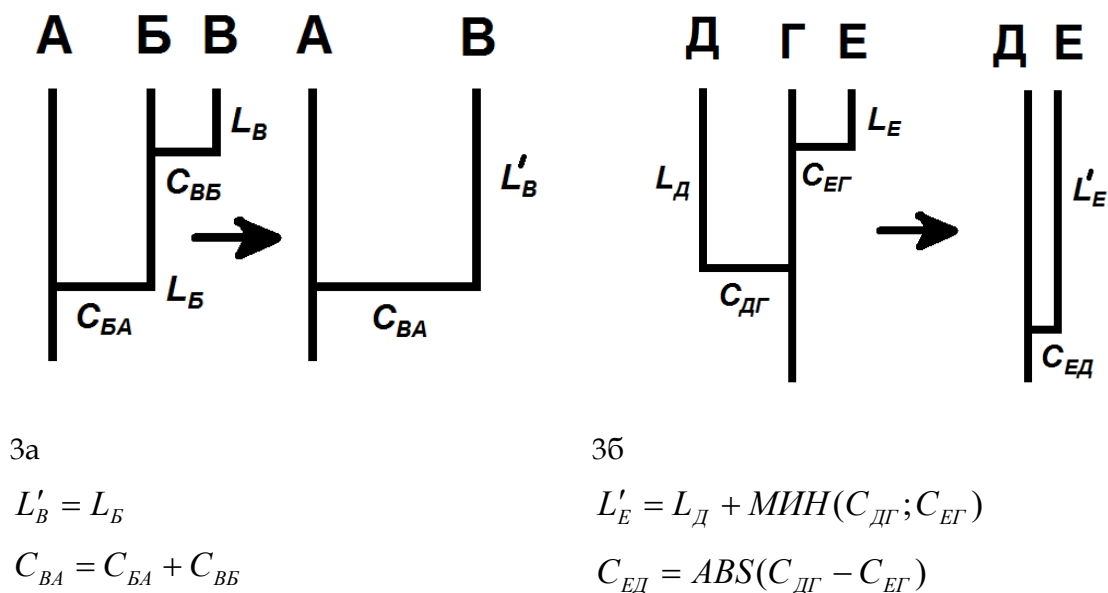 А Б В А В Д Г Е Д Е
L_В L_Е
C_ВБ L'_В L_Д C_ЕГ L'_Е
C_БА L_Б C_ВА C_ДГ
C_ЕД
3а 3б
L'_В = L_Б L'_Е = L_Д + МИН(C_ДГ; C_ЕГ)
C_ВА = C_БА + C_ВБ C_ЕД = ABS(C_ДГ − C_ЕГ)